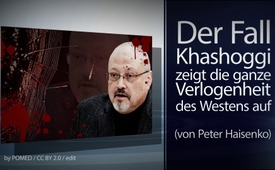 Der Fall
Khashoggi
zeigt die ganze
Verlogenheit
des Westens auf
(von Peter Haisenko)
by POMED / CC BY 2.0 / edit